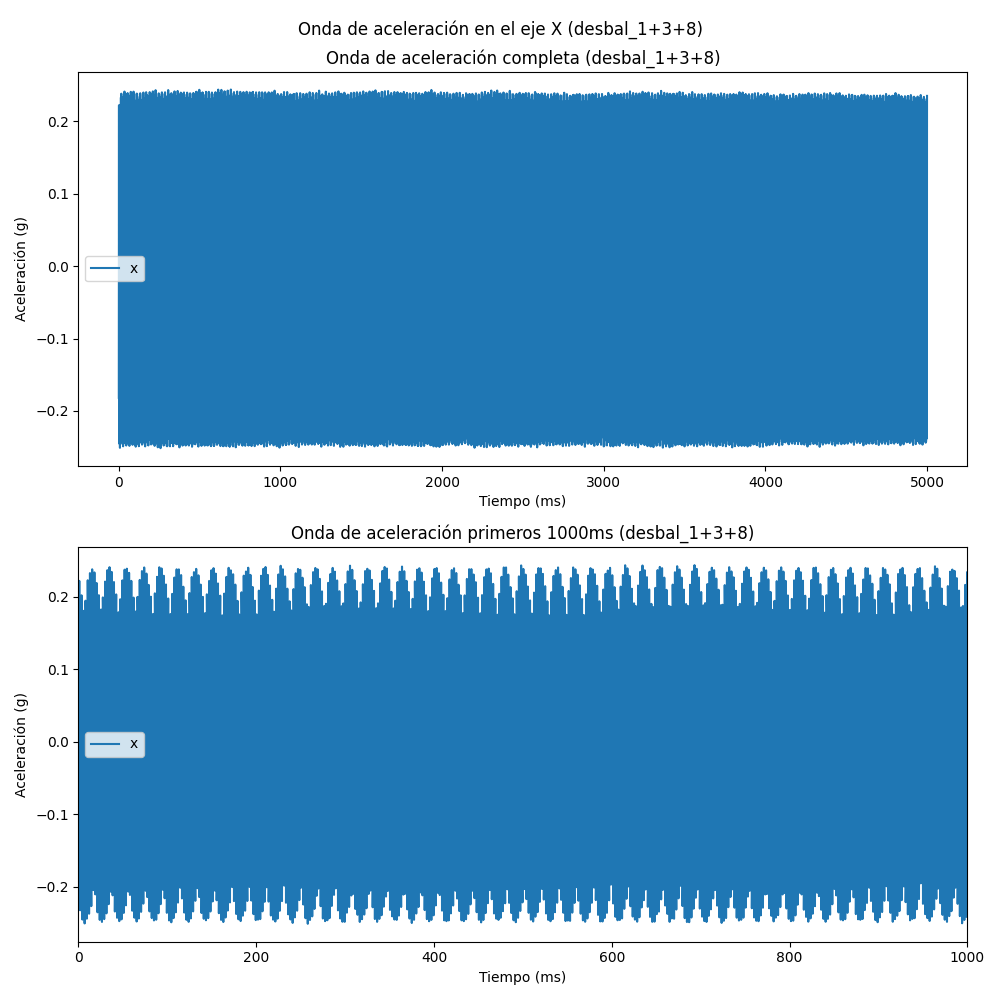 Onda de aceleración en el eje X (desbal_1+3+8)
Onda de aceleración completa (desbal_1+3+8)
0.2
0.1
0.0
−0.1
−0.2
Aceleración (g)
x
0 1000 2000 3000 4000 5000
Tiempo (ms)
Onda de aceleración primeros 1000ms (desbal_1+3+8)
0.2
0.1
0.0
−0.1
−0.2
Aceleración (g)
x
0 200 400 600 800 1000
Tiempo (ms)